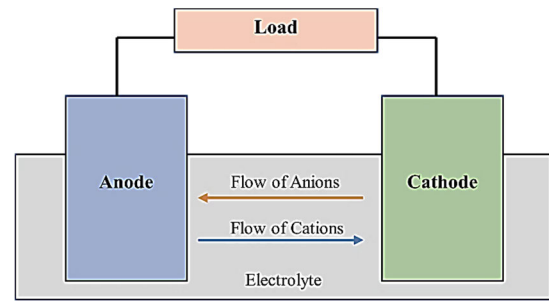 Load
Anode
Flow of Anions
Cathode
Flow of Cations
Electrolyte